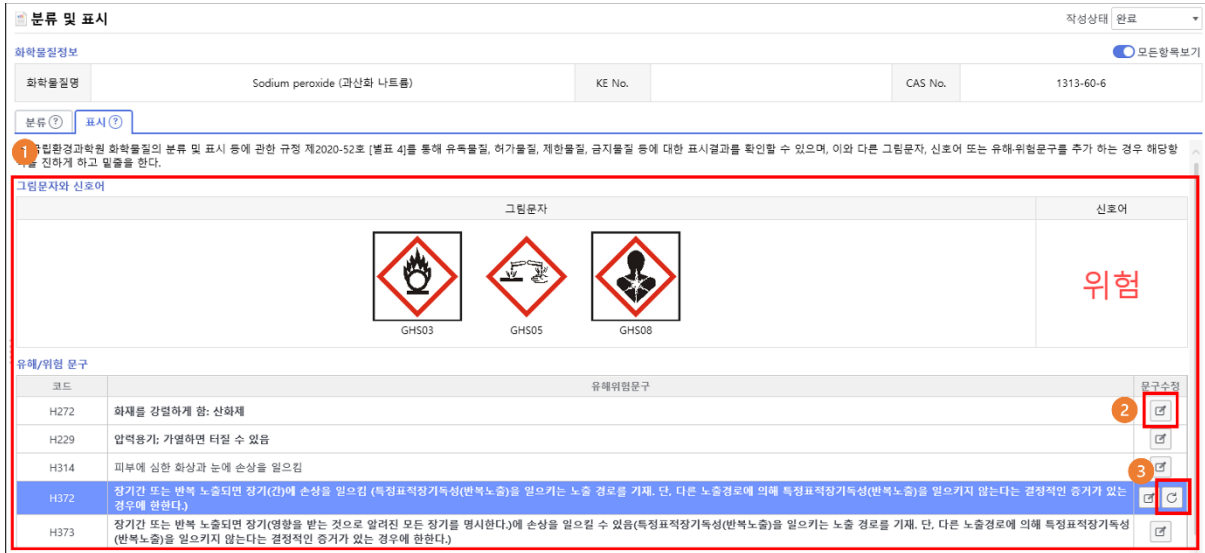 분류 및 표시
작성상태 완료
화학물질정보
모든항목보기
화학물질명 Sodium peroxide (과산화 나트륨) KE No. CAS No. 1313-60-6
분류 ? 표시 ?
1 국립환경과학원 화학물질의 분류 및 표시 등에 관한 규정 제2020-52호 [별표 4]를 통해 유독물질, 허가물질, 제한물질, 금지물질 등에 대한 표시결과를 확인할 수 있으며, 이와 다른 그림문자, 신호어 또는 유해·위험문구를 추가 하는 경우 해당항
진하게 하고 밑줄을 한다.
그림문자와 신호어
그림문자 신호어
위험
GHS03 GHS05 GHS08
유해/위험 문구
코드 유해위험문구 문구수정
H272 화재를 강렬하게 함: 산화제 2
H229 압력용기; 가열하면 터질 수 있음
H314 피부에 심한 화상과 눈에 손상을 일으킴
3
H372 장기간 또는 반복 노출되면 장기(간)에 손상을 일으킴 (특정표적장기독성(반복노출)을 일으키는 노출 경로를 기재. 단, 다른 노출경로에 의해 특정표적장기독성(반복노출)을 일으키지 않는다는 결정적인 증거가 있는
경우에 한한다.)
H373 장기간 또는 반복 노출되면 장기(영향을 받는 것으로 알려진 모든 장기를 명시한다.)에 손상을 일으킬 수 있음(특정표적장기독성(반복노출)을 일으키는 노출 경로를 기재. 단, 다른 노출경로에 의해 특정표적장기독성
(반복노출)을 일으키지 않는다는 결정적인 증거가 있는 경우에 한한다.)